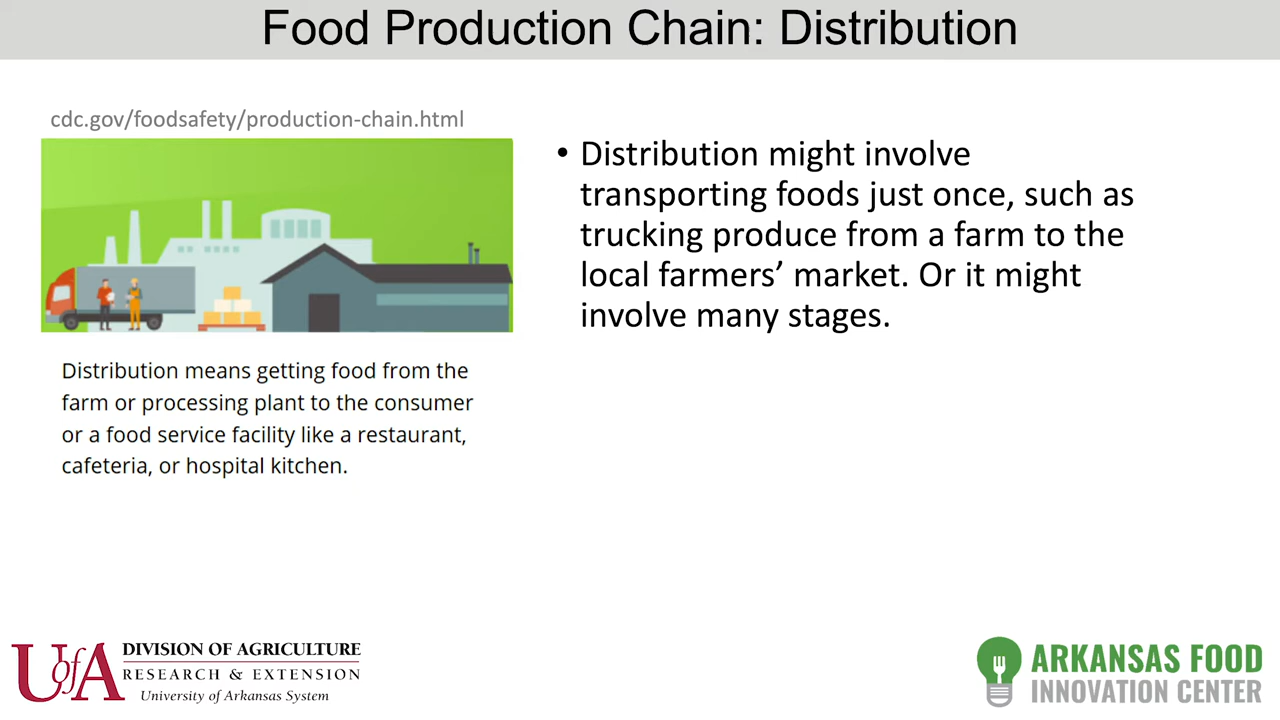 Food Production Chain: Distribution
cdc.gov/foodsafety/production-chain.html
Distribution means getting food from the
farm or processing plant to the consumer
or a food service facility like a restaurant,
cafeteria, or hospital kitchen.
• Distribution might involve
transporting foods just once, such as
trucking produce from a farm to the
local farmers’ market. Or it might
involve many stages.
UofA
DIVISION OF AGRICULTURE
RESEARCH & EXTENSION
University of Arkansas System
ARKANSAS FOOD
INNOVATION CENTER